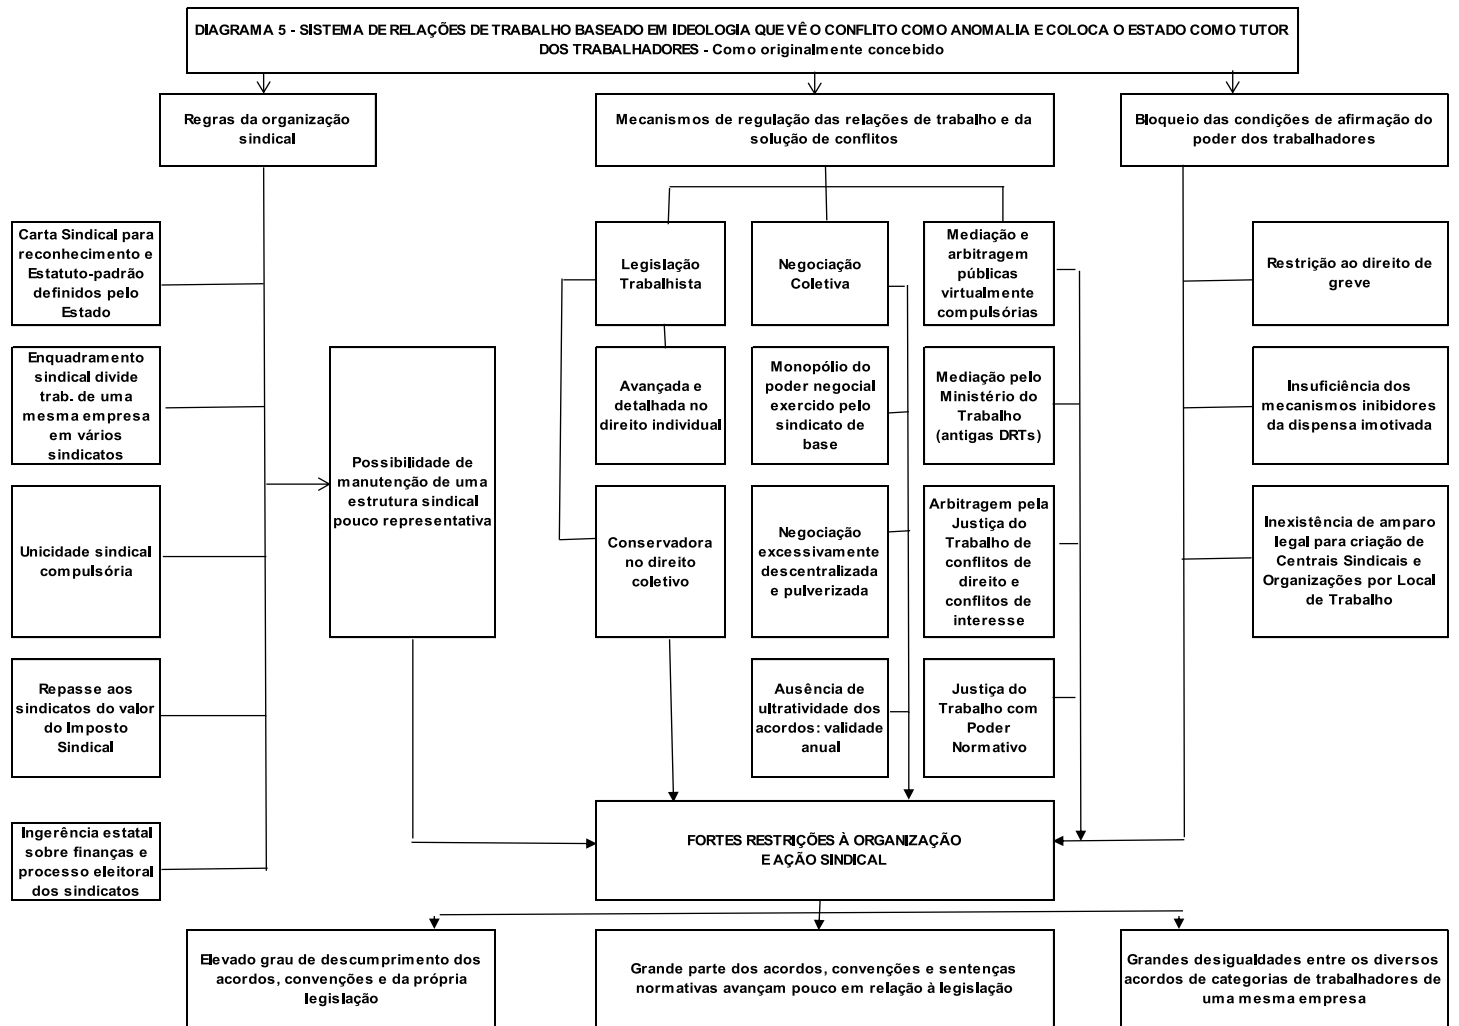 DIAGRAMA 5 - SISTEMA DE RELAÇÕES DE TRABALHO BASEADO EM IDEOLOGIA QUE VÊ O CONFLITO COMO ANOMALIA E COLOCA O ESTADO COMO TUTOR
DOS TRABALHADORES - Como originalmente concebido
Regras da organização
sindical
Mecanismos de regulação das relações de trabalho e da
solução de conflitos
Bloqueio das condições de afirmação do
poder dos trabalhadores
Carta Sindical para
reconhecimento e
Estatuto-padrão
definidos pelo
Estado
Enquadramento
sindical divide
trab. de uma
mesma empresa
em vários
sindicatos
Unicidade sindical
compulsória
Repasse aos
sindicatos do valor
do Imposto
Sindical
Ingerência estatal
sobre finanças e
processo eleitoral
dos sindicatos
Possibilidade de
manutenção de uma
estrutura sindical
pouco representativa
Legislação
Trabalhista
Avançada e
detalhada no
direito individual
Conservadora
no direito
coletivo
Negociação
Coletiva
Monopólio do
poder negocial
exercido pelo
sindicato de
base
Negociação
excessivamente
descentralizada
e pulverizada
Ausência de
ultratividade dos
acordos: validade
anual
Mediação e
arbitragem
públicas
virtualmente
compulsórias
Mediação pelo
Ministério do
Trabalho
(antigas DRTs)
Arbitragem pela
Justiça do
Trabalho de
conflitos de
direito e
conflitos de
interesse
Justiça do
Trabalho com
Poder
Normativo
Restrição ao direito de
greve
Insuficiência dos
mecanismos inibidores
da dispensa imotivada
Inexistência de amparo
legal para criação de
Centrais Sindicais e
Organizações por Local
de Trabalho
FORTES RESTRIÇÕES À ORGANIZAÇÃO
E AÇÃO SINDICAL
Elevado grau de descumprimento dos
acordos, convenções e da própria
legislação
Grande parte dos acordos, convenções e sentenças
normativas avançam pouco em relação à legislação
Grandes desigualdades entre os diversos
acordos de categorias de trabalhadores de
uma mesma empresa